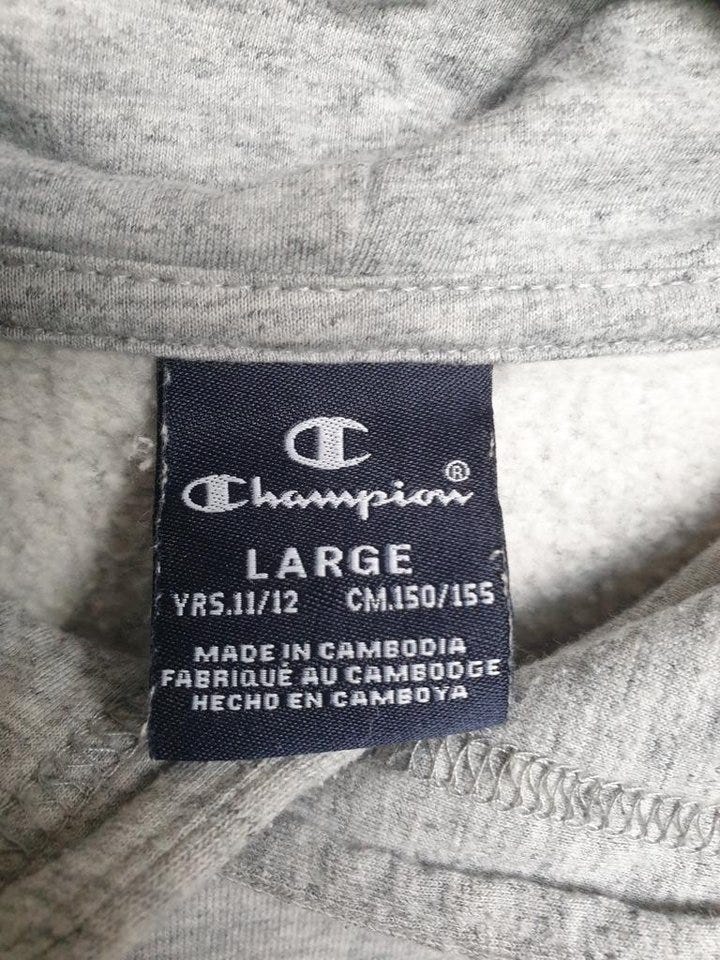 Champion®
LARGE
YRS.11/12 CM.150/155
MADE IN CAMBODIA
FABRIQUÉ AU CAMBODGE
HECHO EN CAMBOYA